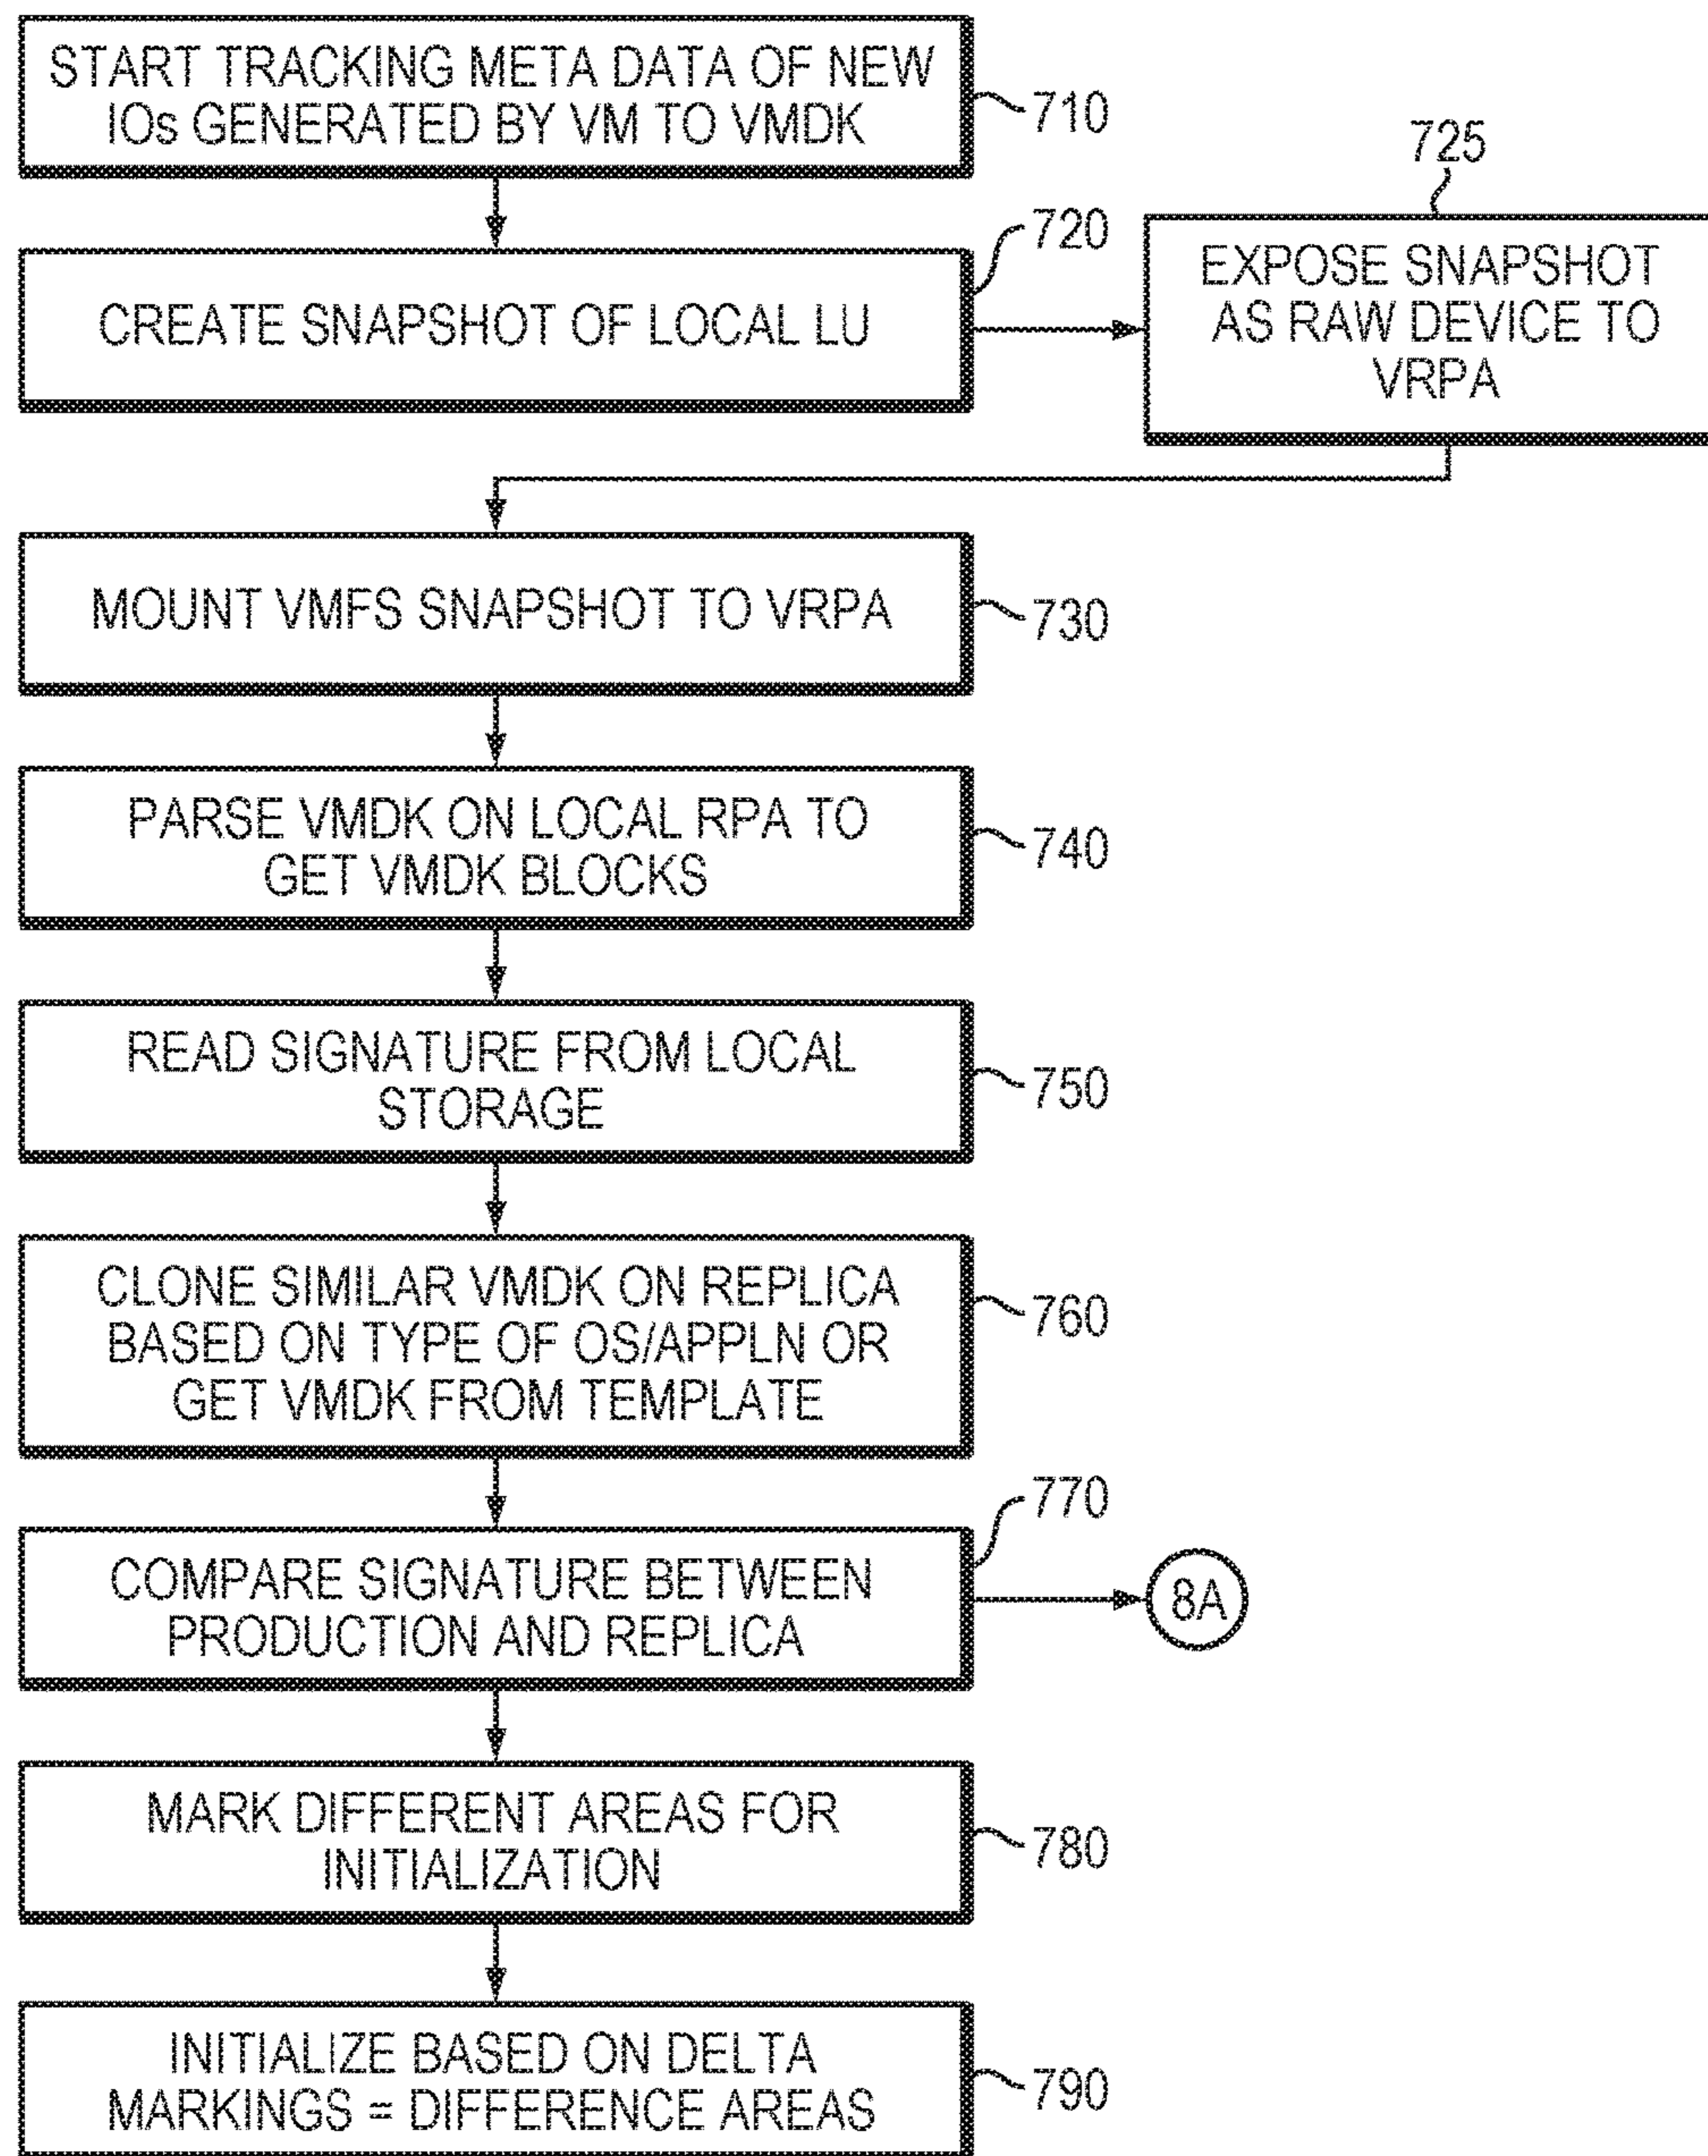 START TRACKING META DATA OF NEW
IOs GENERATED BY VM TO VMDK
710
725
720
CREATE SNAPSHOT OF LOCAL LU
EXPOSE SNAPSHOT
AS RAW DEVICE TO
VRPA
MOUNT VMFS SNAPSHOT TO VRPA
730
PARSE VMDK ON LOCAL RPA TO
GET VMDK BLOCKS
740
READ SIGNATURE FROM LOCAL
STORAGE
750
CLONE SIMILAR VMDK ON REPLICA
BASED ON TYPE OF OS/APPLN OR
GET VMDK FROM TEMPLATE
760
770
COMPARE SIGNATURE BETWEEN
PRODUCTION AND REPLICA
8A
MARK DIFFERENT AREAS FOR
INITIALIZATION
780
INITIALIZE BASED ON DELTA
MARKINGS = DIFFERENCE AREAS
790